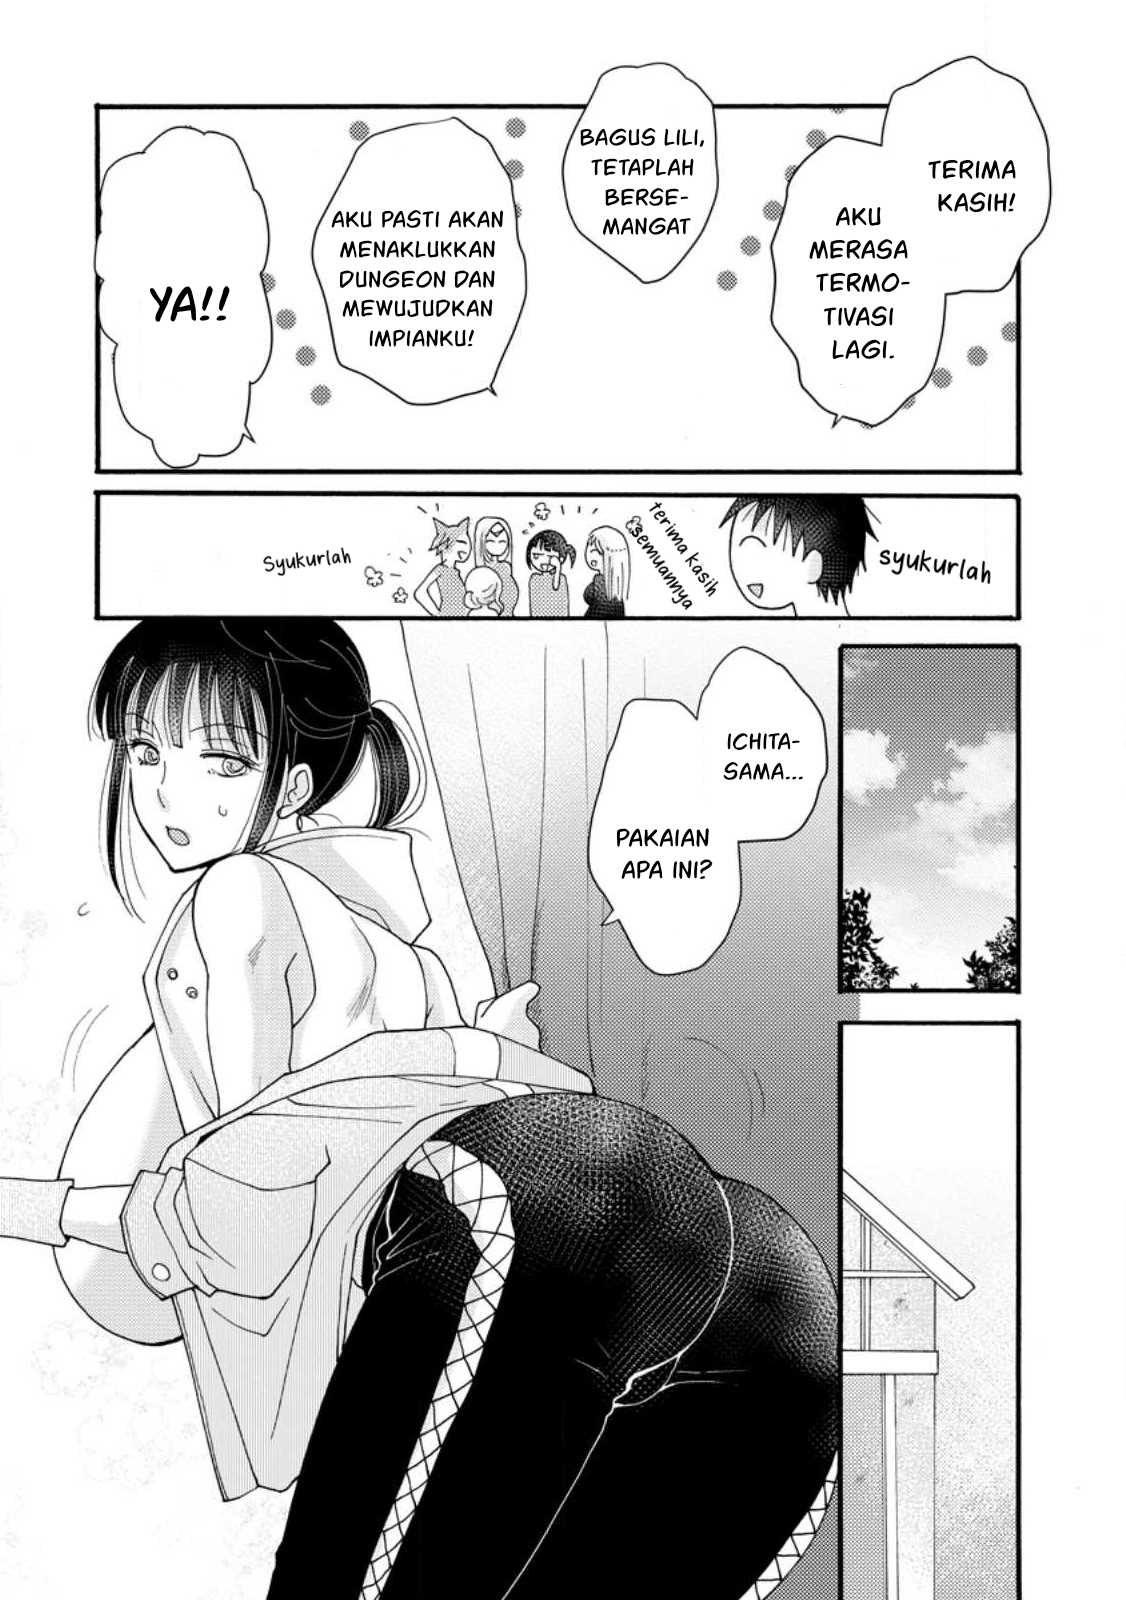 TERIMA
KASIH!
AKU
MERASA
TERMO-
TIVASI
LAGI.
BAGUS LILI,
TETAPLAH
BERSE-
MANGAT
AKU PASTI AKAN
MENAKLUKKAN
DUNGEON DAN
MEWUJUDKAN
IMPIANKU!
YA!!
syukurlah
terima kasih
semuannya
Syukurlah
ICHITA-
SAMA...
PAKAIAN
APA INI?